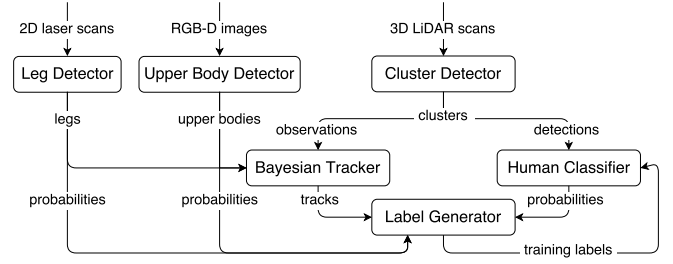 2D laser scans
RGB-D images
3D LiDAR scans
Leg Detector
Upper Body Detector
Cluster Detector
legs
upper bodies
clusters
observations
detections
Bayesian Tracker
Human Classifier
probabilities
probabilities
tracks
probabilities
Label Generator
training labels